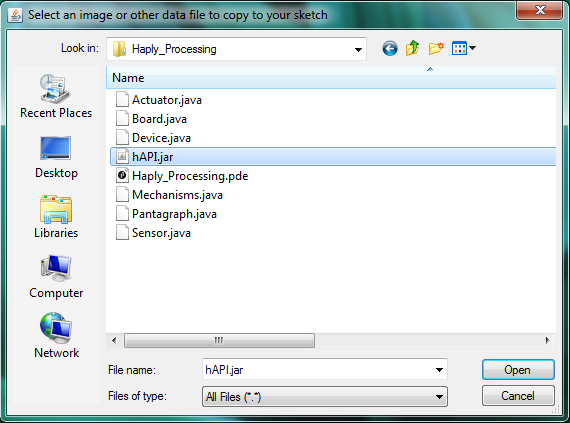 Select an image or other data file to copy to your sketch
Look in: Haply_Processing
Recent Places
Desktop
Libraries
Computer
Network
Name
Actuator.java
Board.java
Device.java
hAPI.jar
Haply_Processing.pde
Mechanisms.java
Pantagraph.java
Sensor.java
File name: hAPI.jar Open
Files of type: All Files (*.*) Cancel